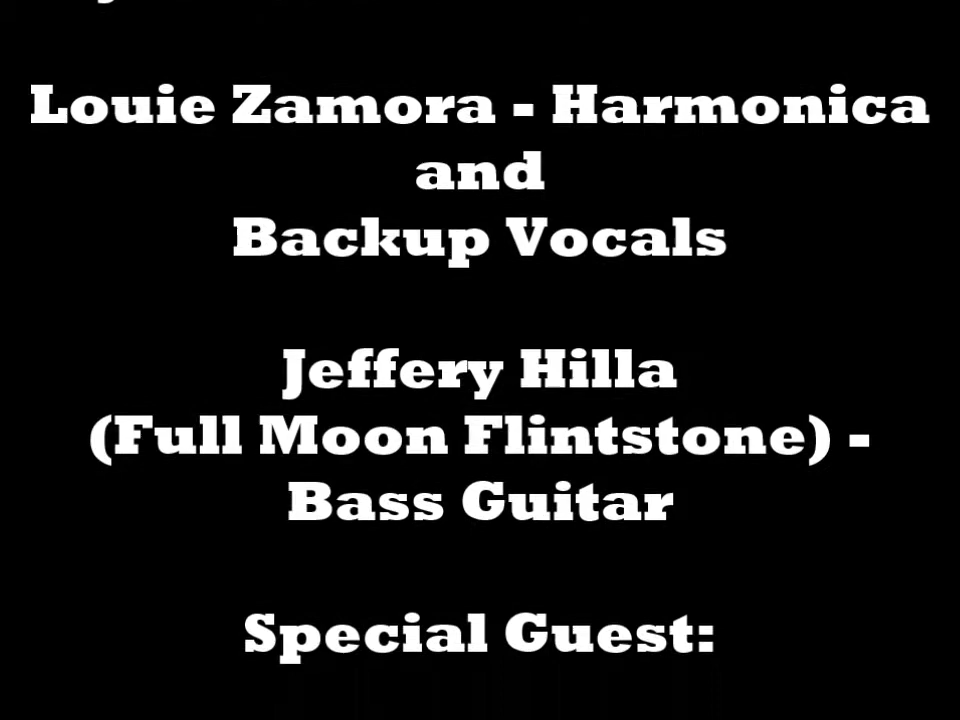 Louie Zamora - Harmonica
and
Backup Vocals
Jeffery Hilla
(Full Moon Flintstone) -
Bass Guitar
Special Guest: